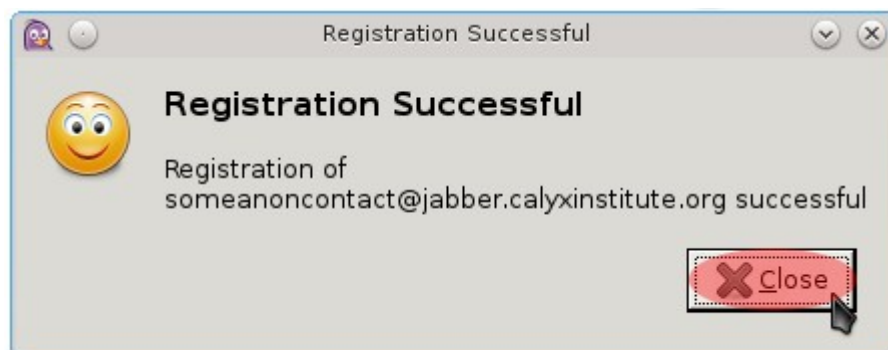 Registration Successful
Registration Successful
Registration of
someanoncontact@jabber.calyxinstitute.org successful
Close